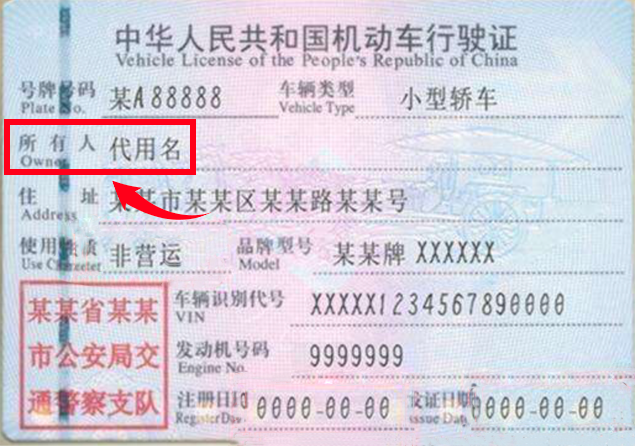 中华人民共和国机动车行驶证
Vehicle License of the People's Republic of China
号牌号码 某A88888 车辆类型 小型轿车
Plate No. Vehicle Type
所有人 代用名
Owner
住址 某某市某某区某某路某某号
Address
使用性质 非营运 品牌型号 某某牌 XXXXXX
Use Character Model
某某省某某
市公安局交
通警察支队
车辆识别代号 XXXXX1234567890000
VIN
发动机号码 9999999
Engine No.
注册日期 0000-00-00 发证日期 0000-00-00
Register Date Issue Date